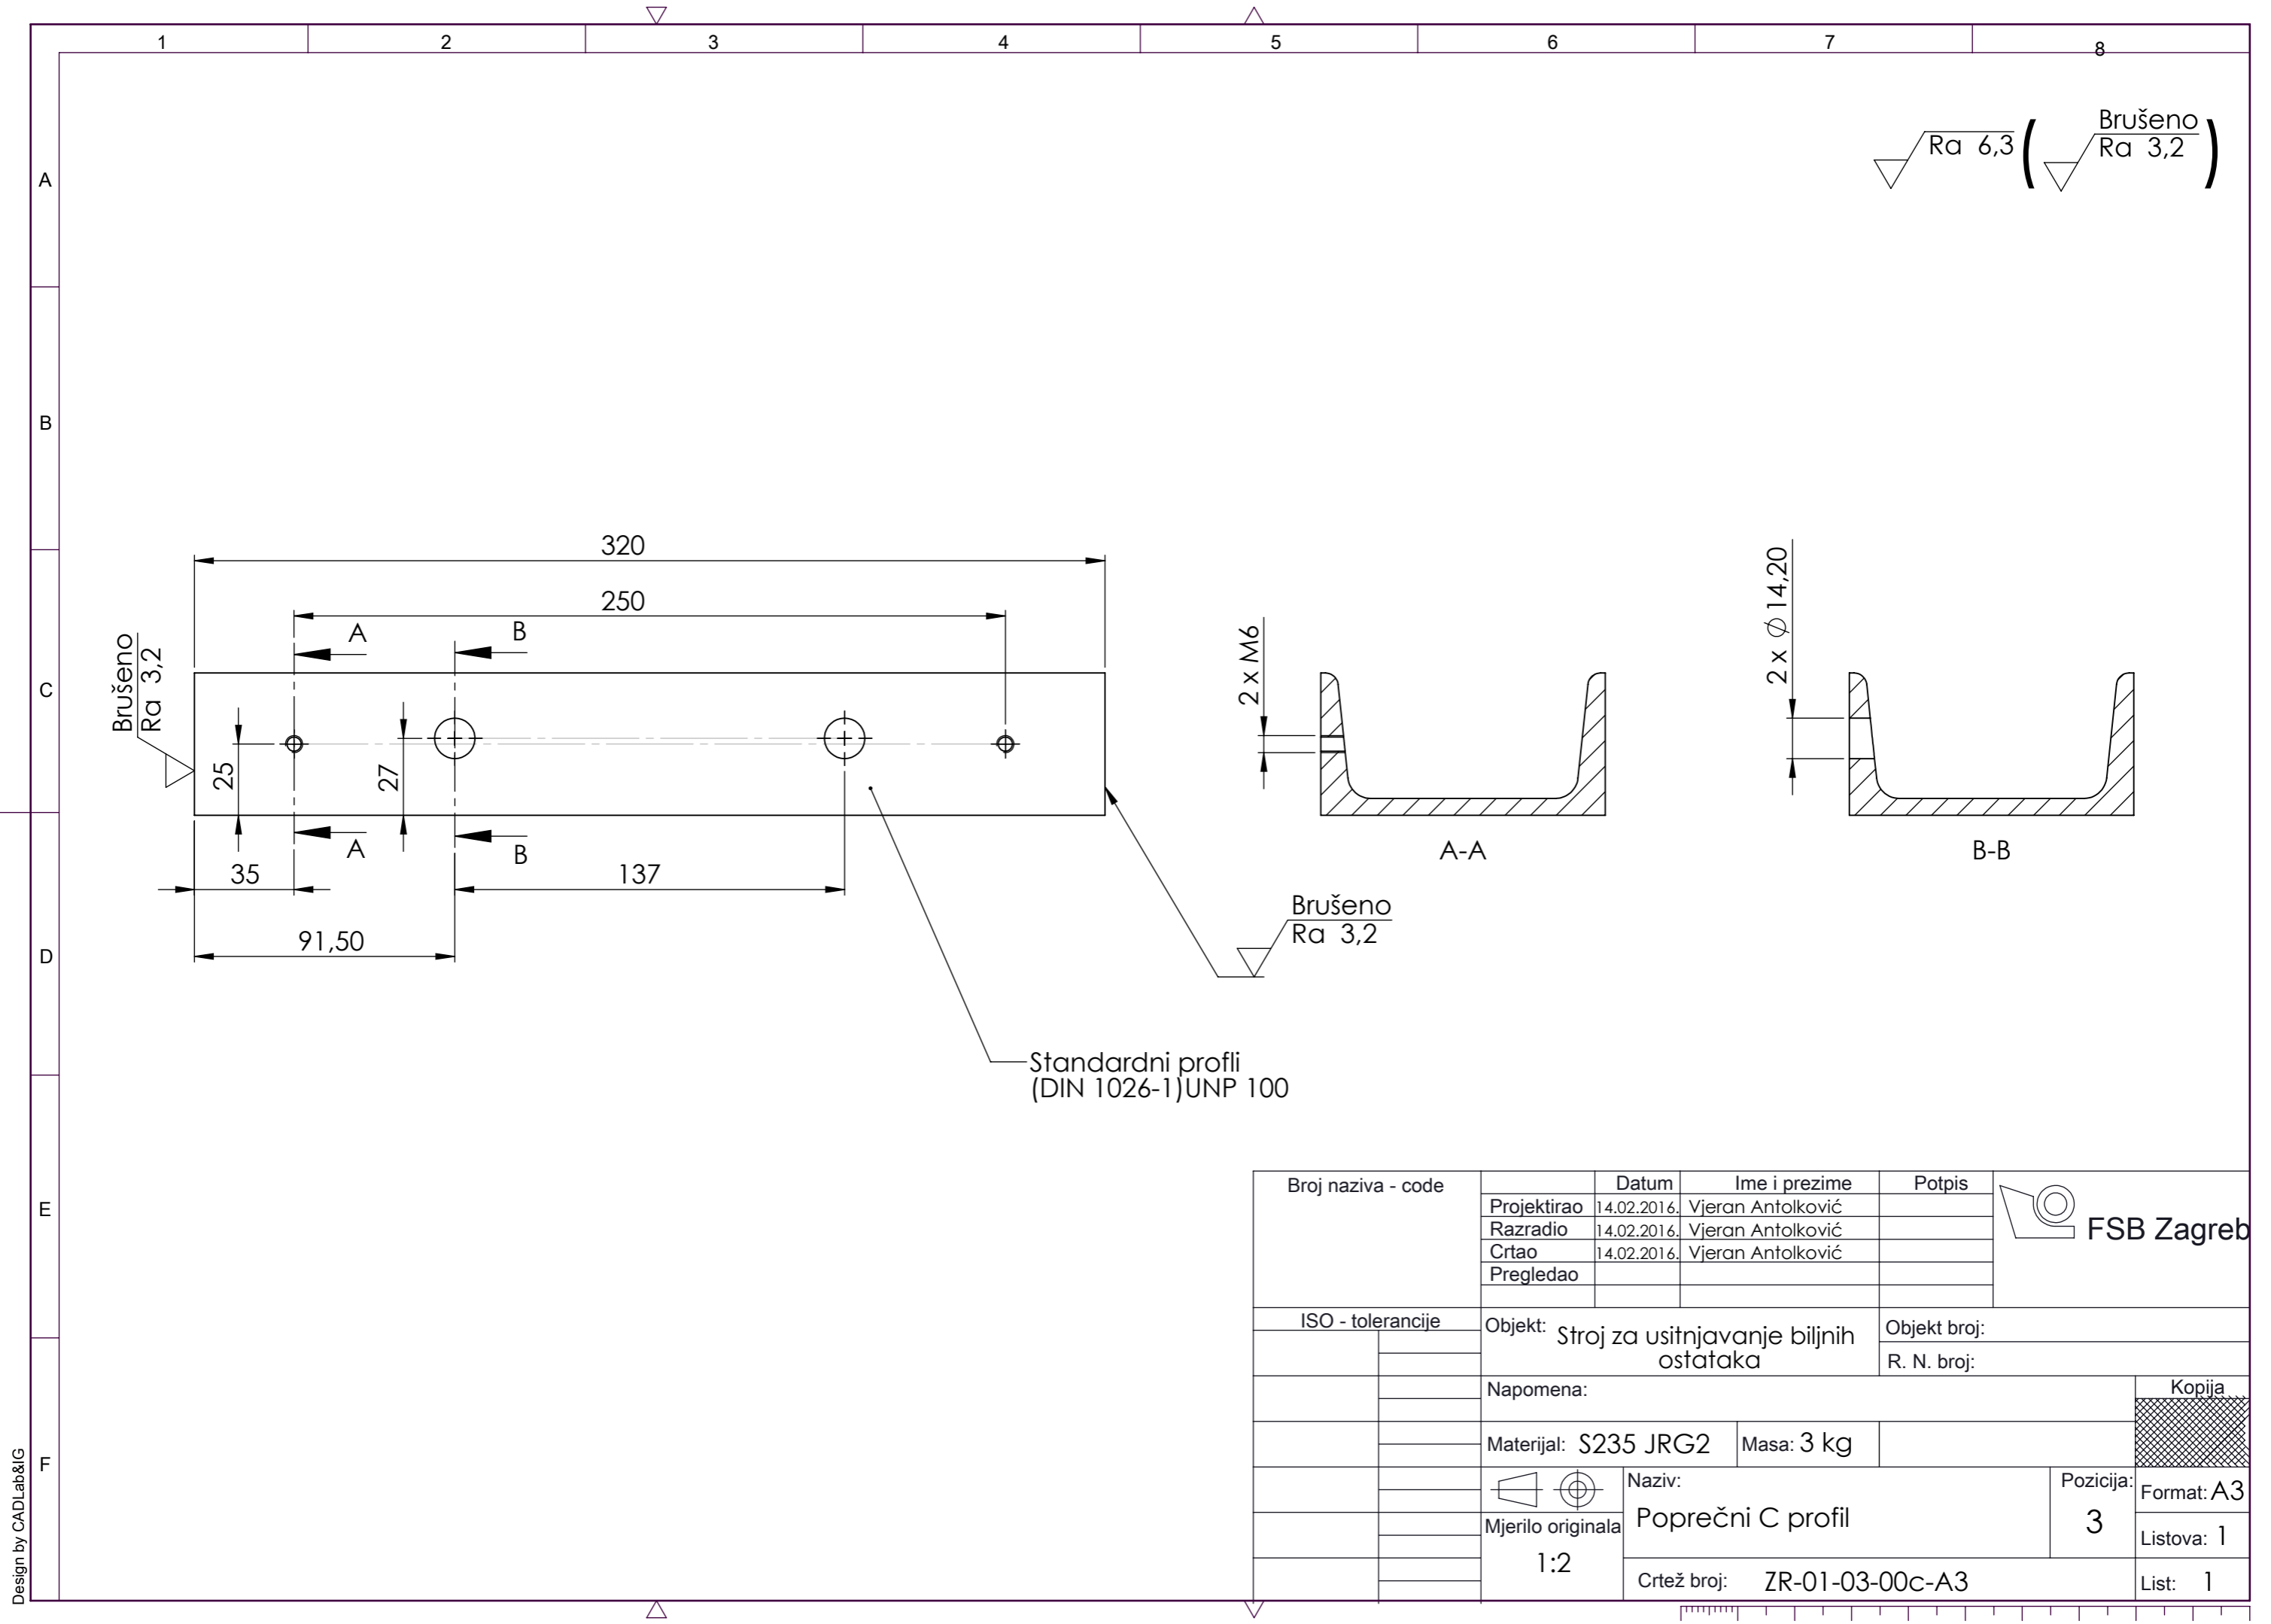 1 2 3 4 5 6 7 8
A
B
C
D
E
F
Ra 6,3 ( Brušeno
Ra 3,2 )
320
250
A B
Brušeno
Ra 3,2
25
27
A B
35
137
91,50
2 x M6
A-A
2 x Ø 14,20
B-B
Brušeno
Ra 3,2
Standardni profli
(DIN 1026-1)UNP 100
Broj naziva - code
Datum Ime i prezime Potpis
Projektirao 14.02.2016. Vjeran Antolković
Razradio 14.02.2016. Vjeran Antolković
Crtao 14.02.2016. Vjeran Antolković
Pregledao
FSB Zagreb
ISO - tolerancije
Objekt: Stroj za usitnjavanje biljnih
ostataka
Objekt broj:
R. N. broj:
Napomena:
Kopija
Materijal: S235 JRG2 Masa: 3 kg
Naziv:
Poprečni C profil
Pozicija:
3
Format: A3
Mjerilo originala
1:2
Listova: 1
Crtež broj: ZR-01-03-00c-A3
List: 1
Design by CADLab&IG